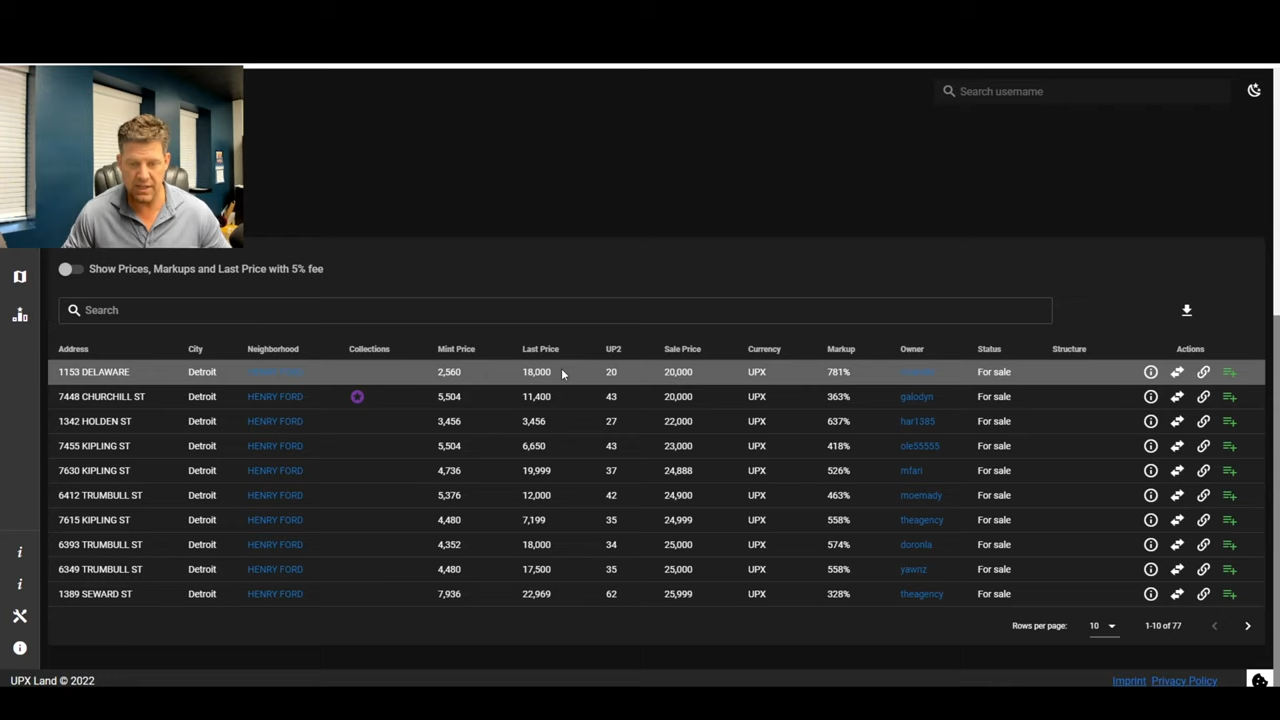 Search username
Show Prices, Markups and Last Price with 5% fee
Search
Address City Neighborhood Collections Mint Price Last Price UP2 Sale Price Currency Markup Owner Status Structure Actions
1153 DELAWARE Detroit HENRY FORD 2,560 18,000 20 20,000 UPX 781% For sale
7448 CHURCHILL ST Detroit HENRY FORD 5,504 11,400 43 20,000 UPX 363% galodyn For sale
1342 HOLDEN ST Detroit HENRY FORD 3,456 3,456 27 22,000 UPX 637% har1385 For sale
7455 KIPLING ST Detroit HENRY FORD 5,504 6,650 43 23,000 UPX 418% ole55555 For sale
7630 KIPLING ST Detroit HENRY FORD 4,736 19,999 37 24,888 UPX 526% mfari For sale
6412 TRUMBULL ST Detroit HENRY FORD 5,376 12,000 42 24,900 UPX 463% moemady For sale
7615 KIPLING ST Detroit HENRY FORD 4,480 7,199 35 24,999 UPX 558% theagency For sale
6393 TRUMBULL ST Detroit HENRY FORD 4,352 18,000 34 25,000 UPX 574% doronla For sale
6349 TRUMBULL ST Detroit HENRY FORD 4,480 17,500 35 25,000 UPX 558% yawnz For sale
1389 SEWARD ST Detroit HENRY FORD 7,936 22,969 62 25,999 UPX 328% theagency For sale
Rows per page: 10 1-10 of 77
UPX Land © 2022 Imprint Privacy Policy